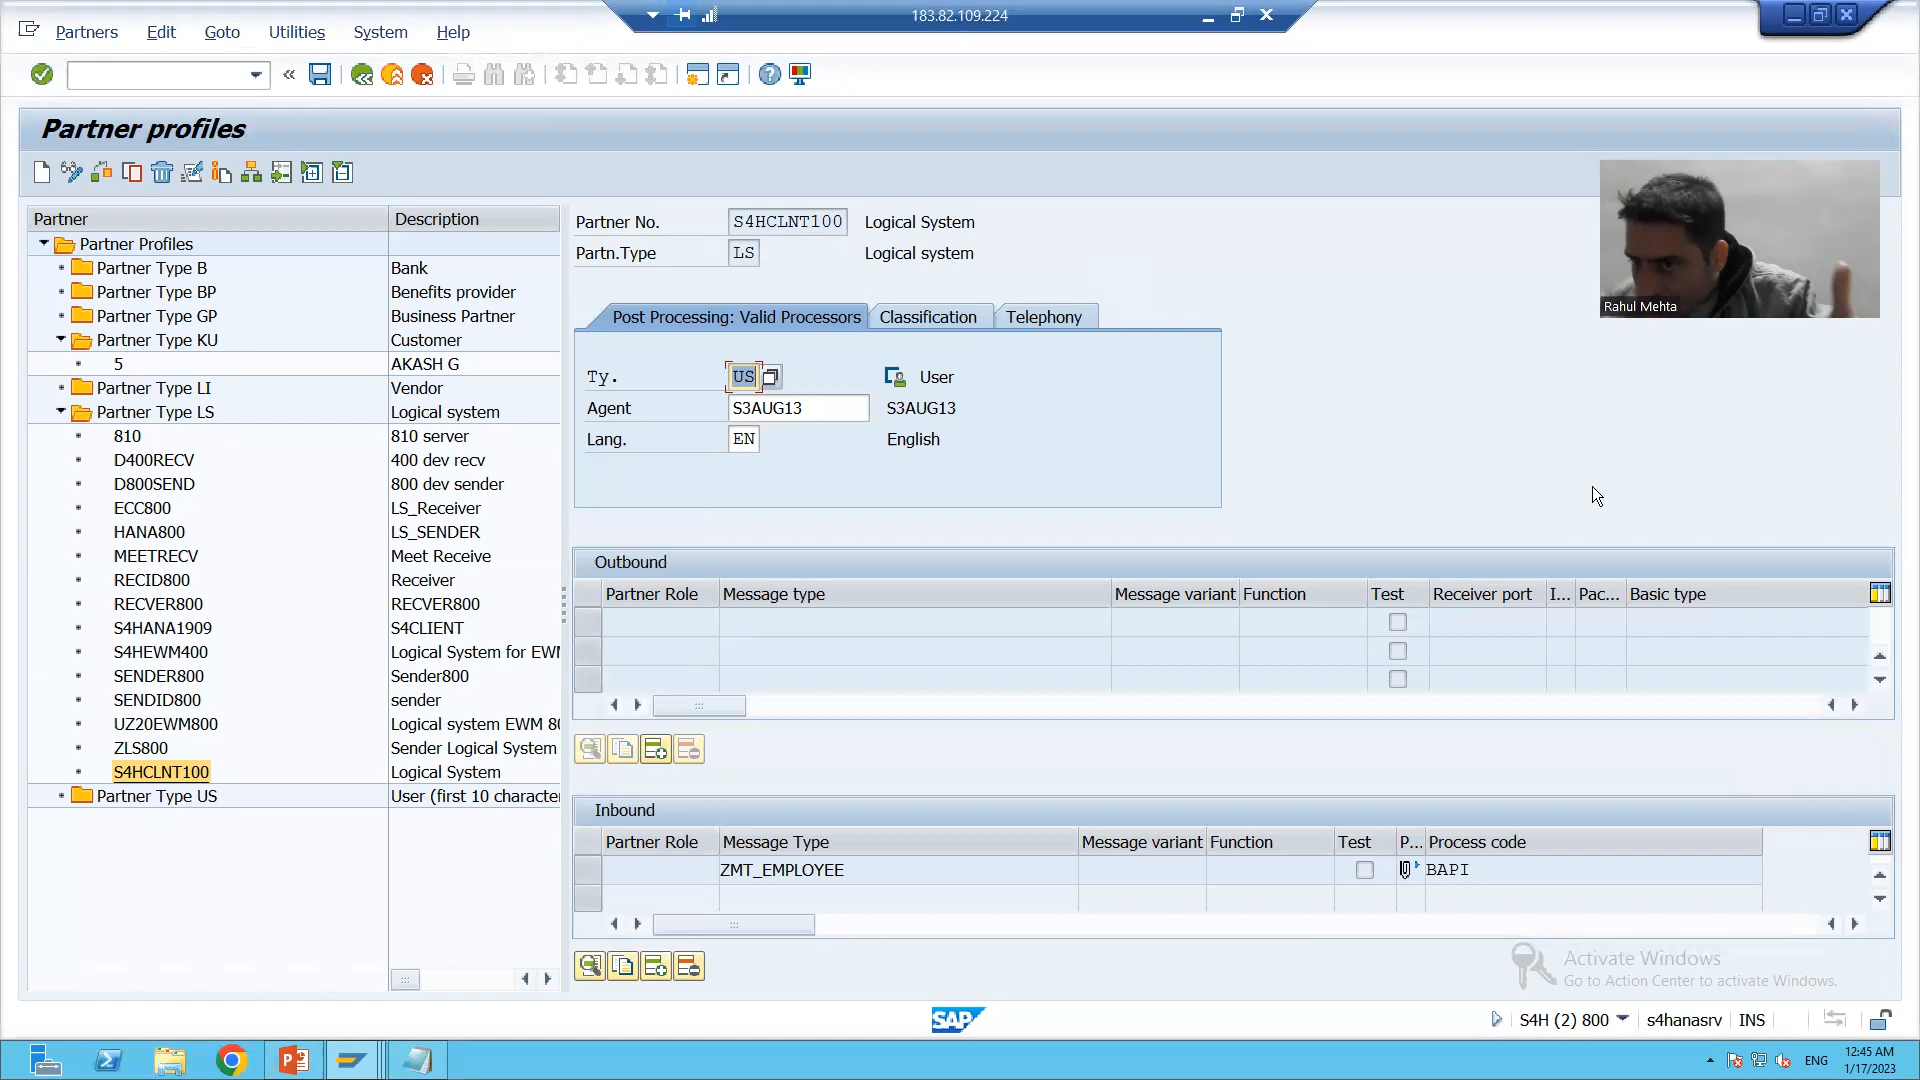 183.82.109.224
Partners Edit Goto Utilities System Help
Partner profiles
Partner Description
Partner Profiles
Partner Type B Bank
Partner Type BP Benefits provider
Partner Type GP Business Partner
Partner Type KU Customer
5 AKASH G
Partner Type LI Vendor
Partner Type LS Logical system
810 810 server
D400RECV 400 dev recv
D800SEND 800 dev sender
ECC800 LS_Receiver
HANA800 LS_SENDER
MEETRECV Meet Receive
RECID800 Receiver
RECVER800 RECVER800
S4HANA1909 S4CLIENT
S4HEWM400 Logical System for EWM
SENDER800 Sender800
SENDID800 sender
UZ20EWM800 Logical system EWM 80
ZLS800 Sender Logical System
S4HCLNT100 Logical System
Partner Type US User (first 10 character
Partner No. S4HCLNT100 Logical System
Partn.Type LS Logical system
Post Processing: Valid Processors Classification Telephony
Ty. US User
Agent S3AUG13 S3AUG13
Lang. EN English
Rahul Mehta
Outbound
Partner Role Message type Message variant Function Test Receiver port I... Pac... Basic type
Inbound
Partner Role Message Type Message variant Function Test P... Process code
ZMT_EMPLOYEE BAPI
Activate Windows
Go to Action Center to activate Windows.
SAP
S4H (2) 800 s4hanasrv INS
ENG
12:45 AM
1/17/2023